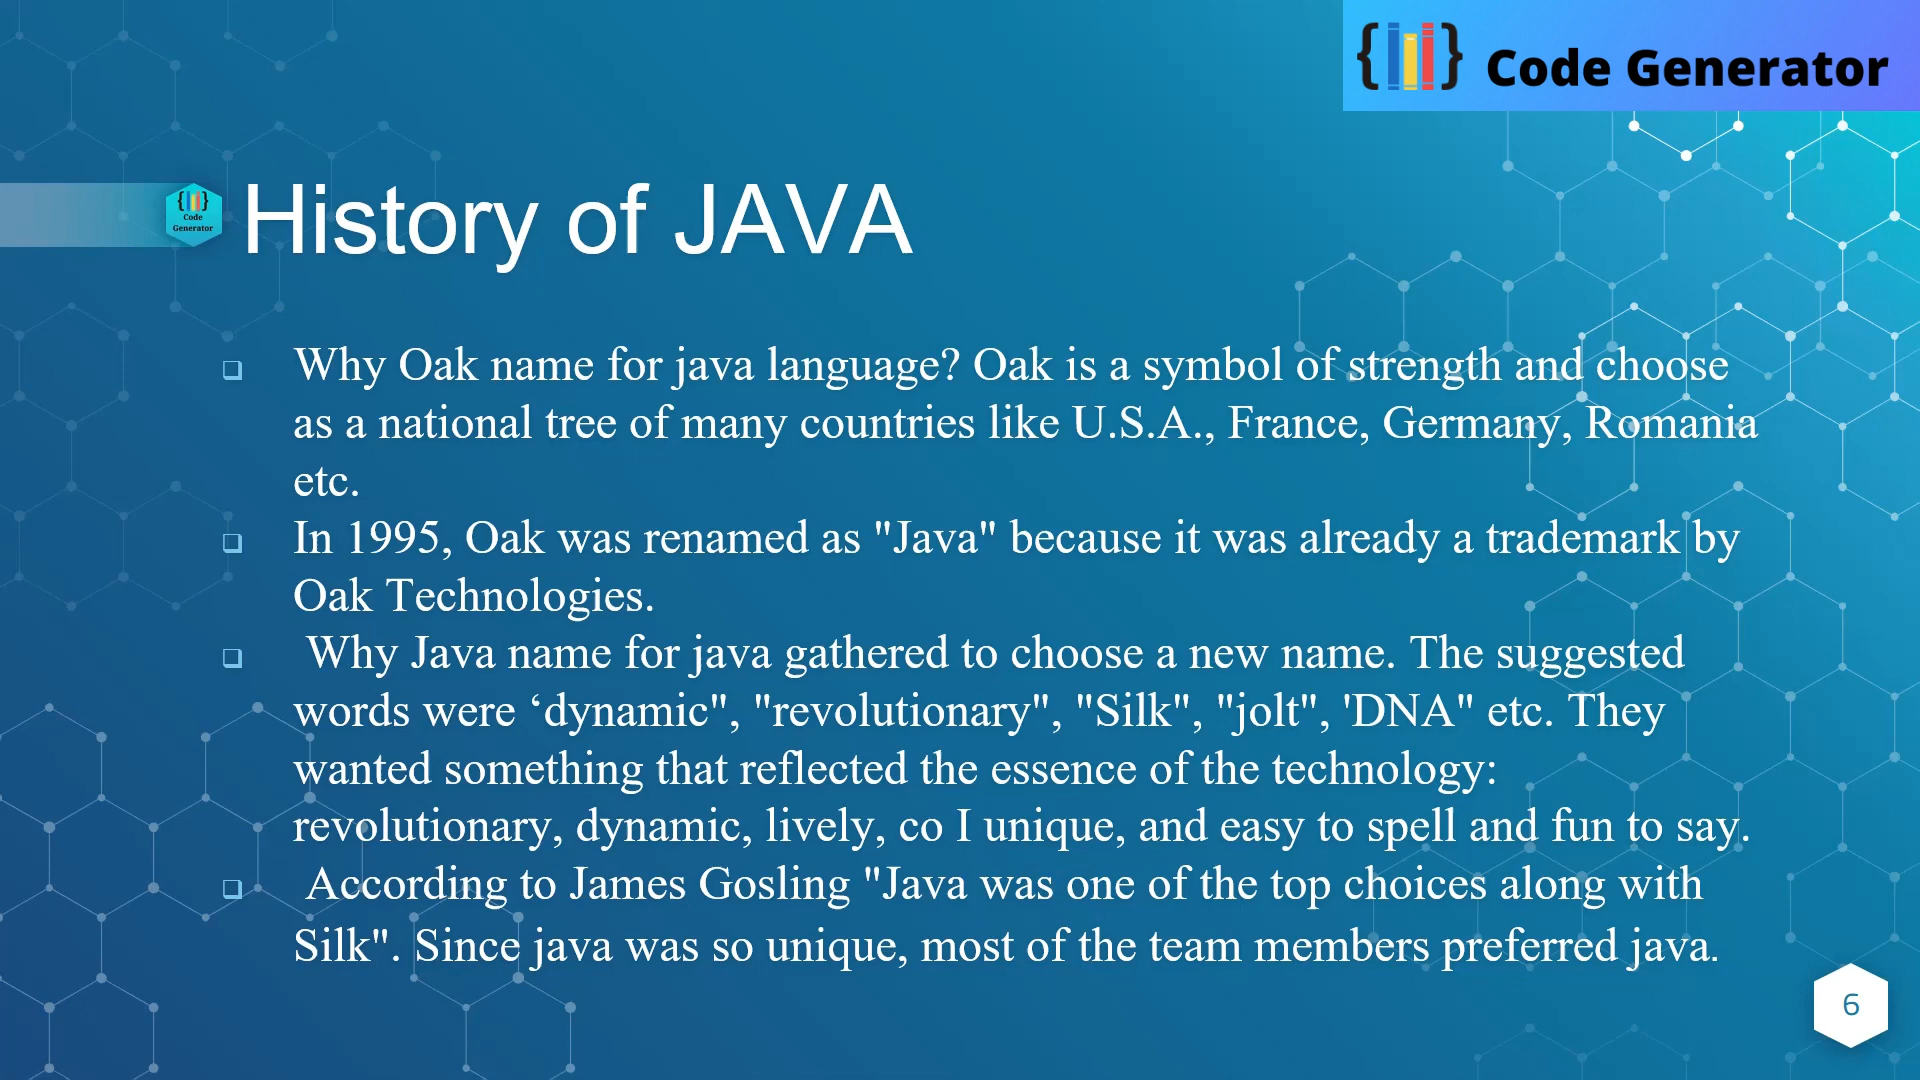 { } Code Generator
{ }
Code
Generator
History of JAVA
❑ Why Oak name for java language? Oak is a symbol of strength and choose
as a national tree of many countries like U.S.A., France, Germany, Romania
etc.
❑ In 1995, Oak was renamed as "Java" because it was already a trademark by
Oak Technologies.
❑ Why Java name for java gathered to choose a new name. The suggested
words were ‘dynamic", "revolutionary", "Silk", "jolt", 'DNA" etc. They
wanted something that reflected the essence of the technology:
revolutionary, dynamic, lively, co I unique, and easy to spell and fun to say.
❑ According to James Gosling "Java was one of the top choices along with
Silk". Since java was so unique, most of the team members preferred java.
6